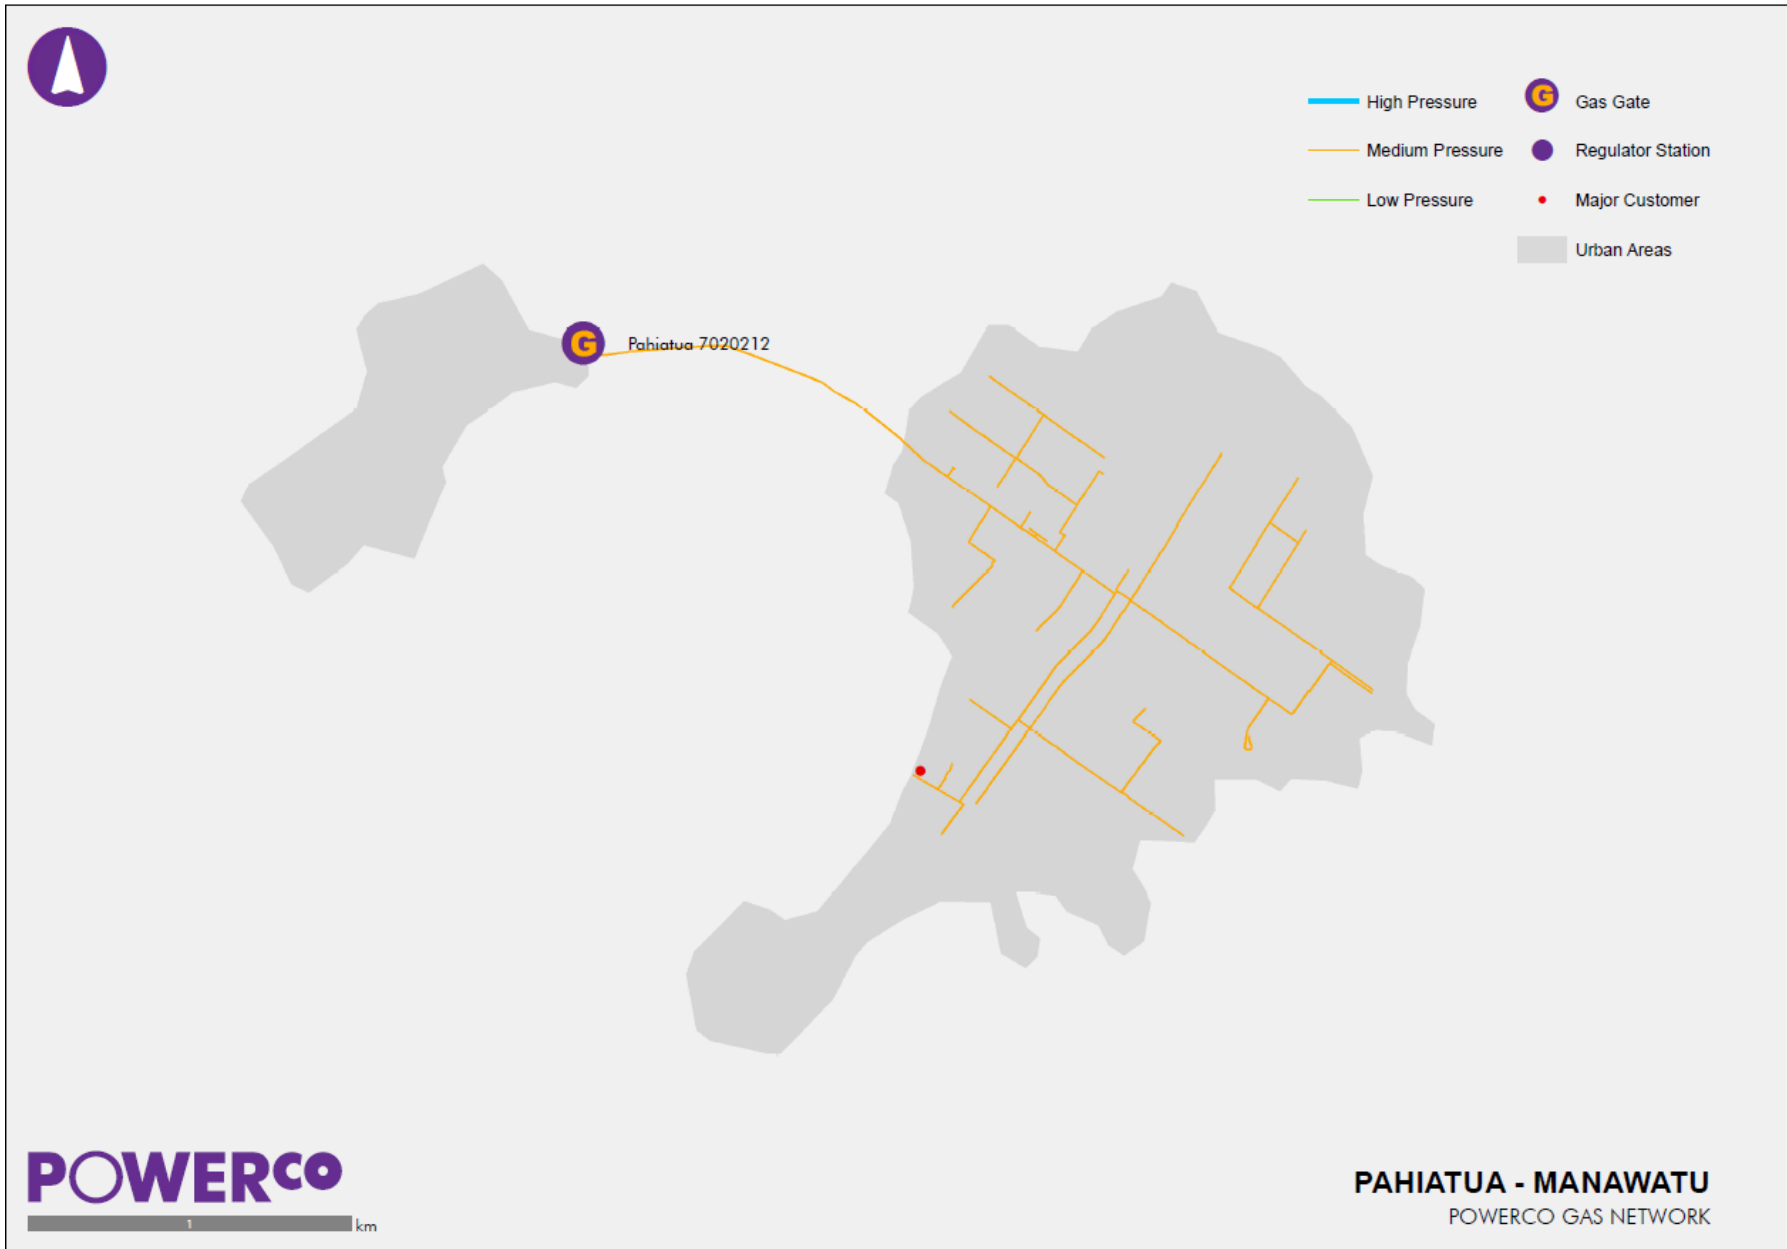 High Pressure
G
Gas Gate
Medium Pressure
Regulator Station
Low Pressure
Major Customer
Urban Areas
G
Pahiatua 7020212
POWERCO
1
km
PAHIATUA - MANAWATU
POWERCO GAS NETWORK